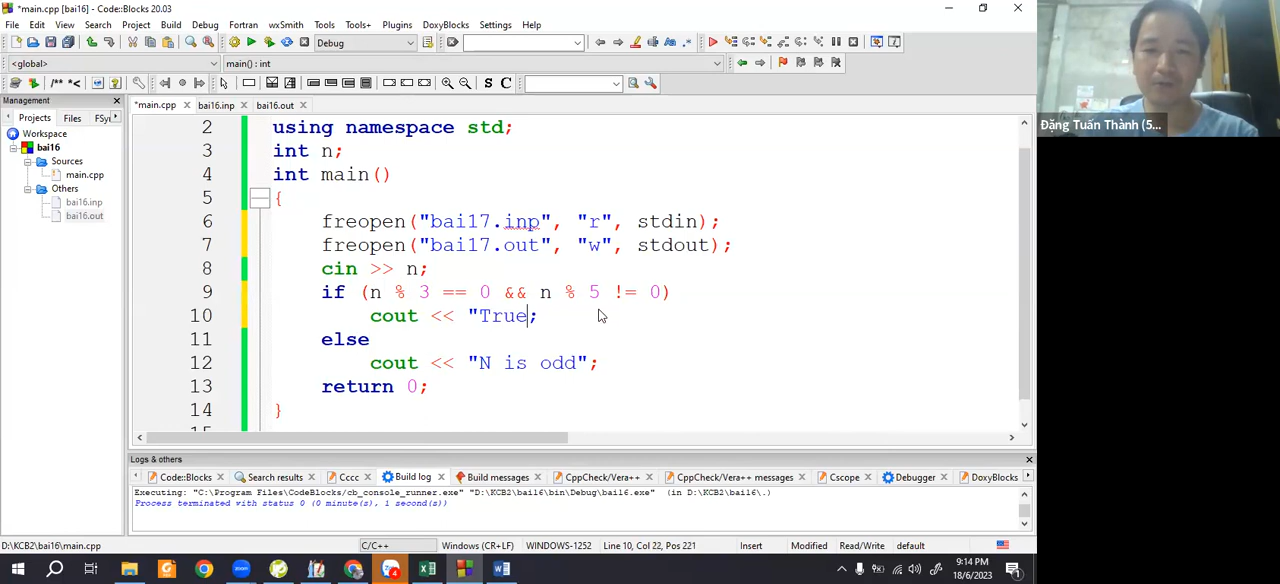 *main.cpp [bai16] - Code::Blocks 20.03
File Edit View Search Project Build Debug Fortran wxSmith Tools Tools+ Plugins DoxyBlocks Settings Help
Debug
<global> main() : int
/** *< S C
Management
Projects Files FSy
Workspace
bai16
Sources
main.cpp
Others
bai16.inp
bai16.out
*main.cpp bai16.inp bai16.out
2 using namespace std;
3 int n;
4 int main()
5 {
6 freopen("bai17.inp", "r", stdin);
7 freopen("bai17.out", "w", stdout);
8 cin >> n;
9 if (n % 3 == 0 && n % 5 != 0)
10 cout << "True;
11 else
12 cout << "N is odd";
13 return 0;
14 }
15
Đặng Tuấn Thành (5...
Logs & others
Code::Blocks Search results Cccc Build log Build messages CppCheck/Vera++ CppCheck/Vera++ messages Cscope Debugger DoxyBlocks
Executing: "C:\Program Files\CodeBlocks/cb_console_runner.exe" "D:\KCB2\bai16\bin\Debug\bai16.exe" (in D:\KCB2\bai16\.)
Process terminated with status 0 (0 minute(s), 1 second(s))
D:\KCB2\bai16\main.cpp C/C++ Windows (CR+LF) WINDOWS-1252 Line 10, Col 22, Pos 221 Insert Modified Read/Write default
9:14 PM
18/6/2023